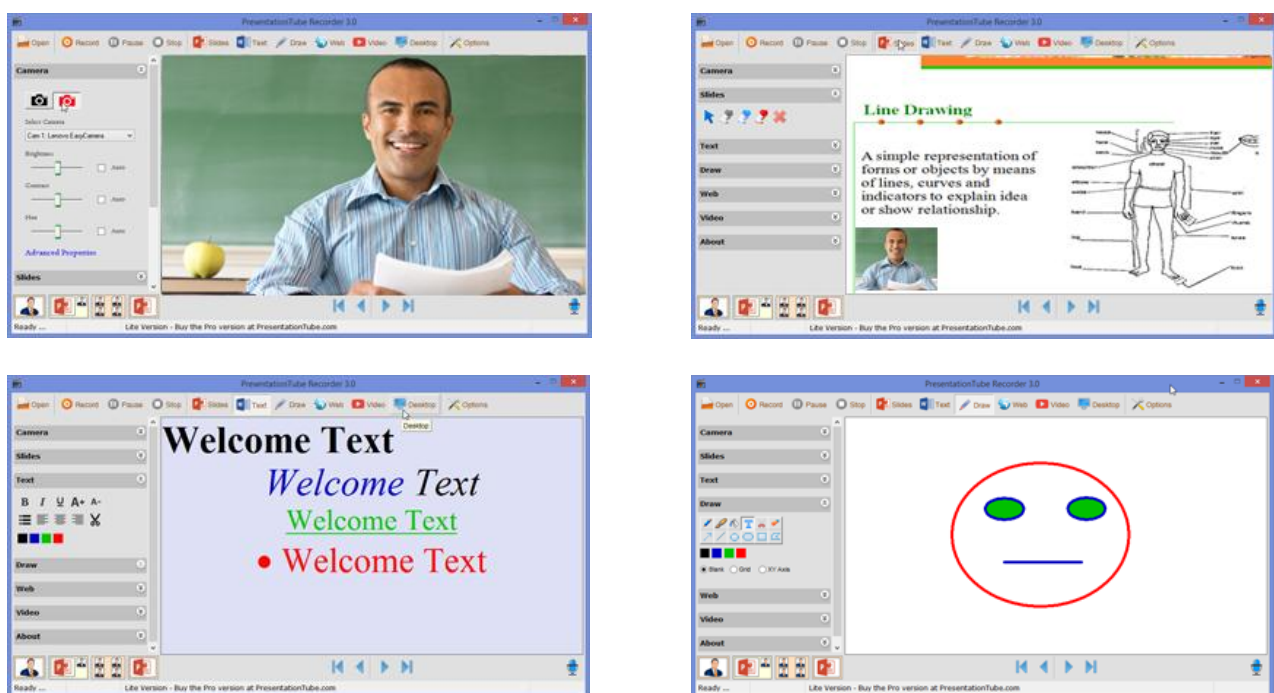 PresentationTube Recorder 3.0
Open Record Pause Stop Slides Text Draw Web Video Desktop Options
Camera
Select Camera
Cam 1: Lenovo EasyCamera
Brightness
Auto
Contrast
Auto
Hue
Auto
Advanced Properties
Slides
Ready ... Lite Version - Buy the Pro version at PresentationTube.com
PresentationTube Recorder 3.0
Open Record Pause Stop Slides Text Draw Web Video Desktop Options
Camera
Slides
Text
Draw
Web
Video
About
Line Drawing
A simple representation of
forms or objects by means
of lines, curves and
indicators to explain idea
or show relationship.
Ready ... Lite Version - Buy the Pro version at PresentationTube.com
PresentationTube Recorder 3.0
Open Record Pause Stop Slides Text Draw Web Video Desktop Options
Desktop
Camera
Slides
Text
B I U A+ A-
Draw
Web
Video
About
Welcome Text
Welcome Text
Welcome Text
• Welcome Text
Ready ... Lite Version - Buy the Pro version at PresentationTube.com
PresentationTube Recorder 3.0
Open Record Pause Stop Slides Text Draw Web Video Desktop Options
Camera
Slides
Text
Draw
T
Blank Grid XY Axis
Web
Video
About
Ready ... Lite Version - Buy the Pro version at PresentationTube.com